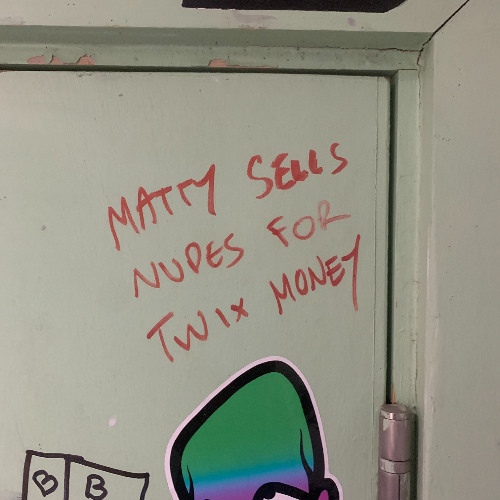 MATTY SELLS
NUDES FOR
TWIX MONEY
B B